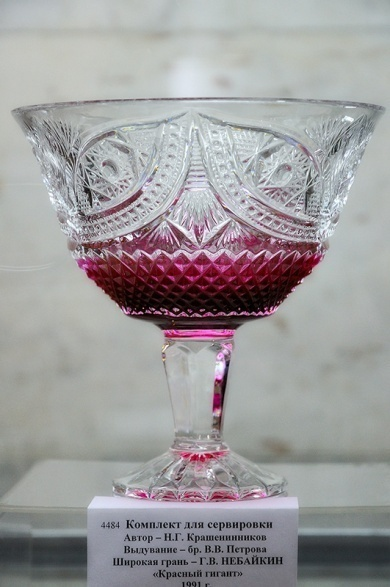 4484 Комплект для сервировки
Автор – Н.Г. Крашенинников
Выдувание – бр. В.В. Петрова
Широкая грань – Г.В. НЕБАЙКИН
«Красный гигант»
1991 г.